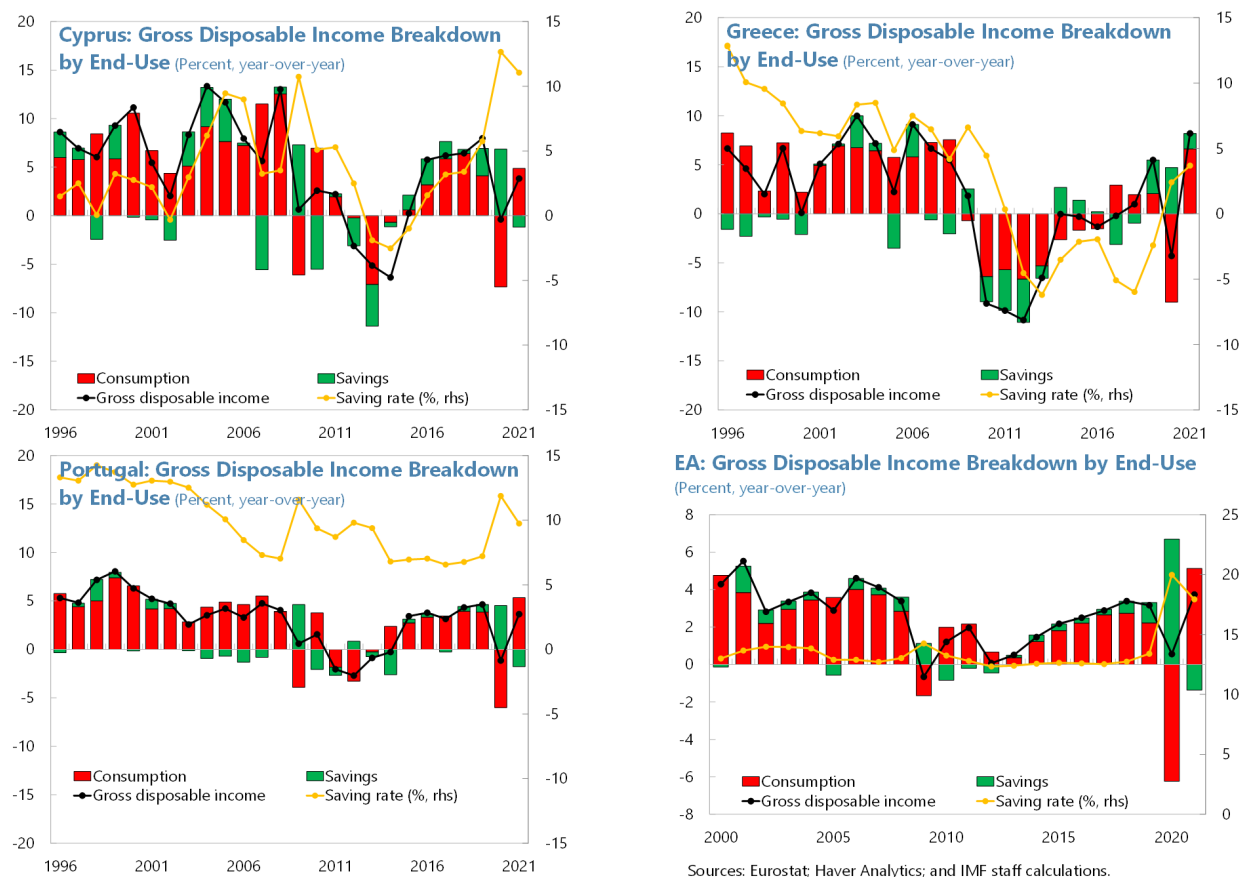 Cyprus: Gross Disposable Income Breakdown
by End-Use (Percent, year-over-year)
20
15
10
5
0
-5
-10
-15
-20
15
10
5
0
-5
-10
-15
Consumption
Savings
Gross disposable income
Saving rate (%, rhs)
1996 2001 2006 2011 2016 2021
Greece: Gross Disposable Income Breakdown
by End-Use (Percent, year-over-year)
20
15
10
5
0
-5
-10
-15
-20
15
10
5
0
-5
-10
-15
Consumption
Savings
Gross disposable income
Saving rate (%, rhs)
1996 2001 2006 2011 2016 2021
Portugal: Gross Disposable Income Breakdown
by End-Use (Percent, year-over-year)
20
15
10
5
0
-5
-10
-15
-20
15
10
5
0
-5
-10
-15
Consumption
Savings
Gross disposable income
Saving rate (%, rhs)
1996 2001 2006 2011 2016 2021
EA: Gross Disposable Income Breakdown by End-Use
(Percent, year-over-year)
8
6
4
2
0
-2
-4
-6
-8
25
20
15
10
5
0
Consumption
Savings
Gross disposable income
Saving rate (%, rhs)
2000 2005 2010 2015 2020
Sources: Eurostat; Haver Analytics; and IMF staff calculations.